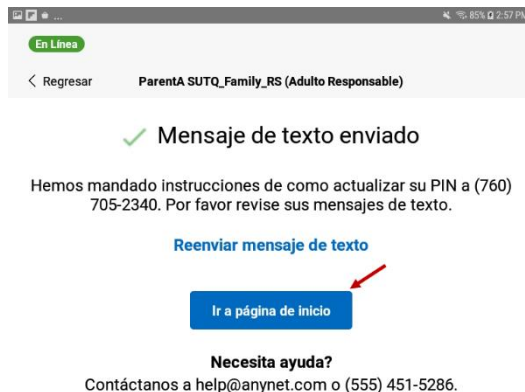 ... 85% 2:57 PM
En Línea
< Regresar ParentA SUTQ_Family_RS (Adulto Responsable)
Mensaje de texto enviado
Hemos mandado instrucciones de como actualizar su PIN a (760)
705-2340. Por favor revise sus mensajes de texto.
Reenviar mensaje de texto
Ir a página de inicio
Necesita ayuda?
Contáctanos a help@anynet.com o (555) 451-5286.